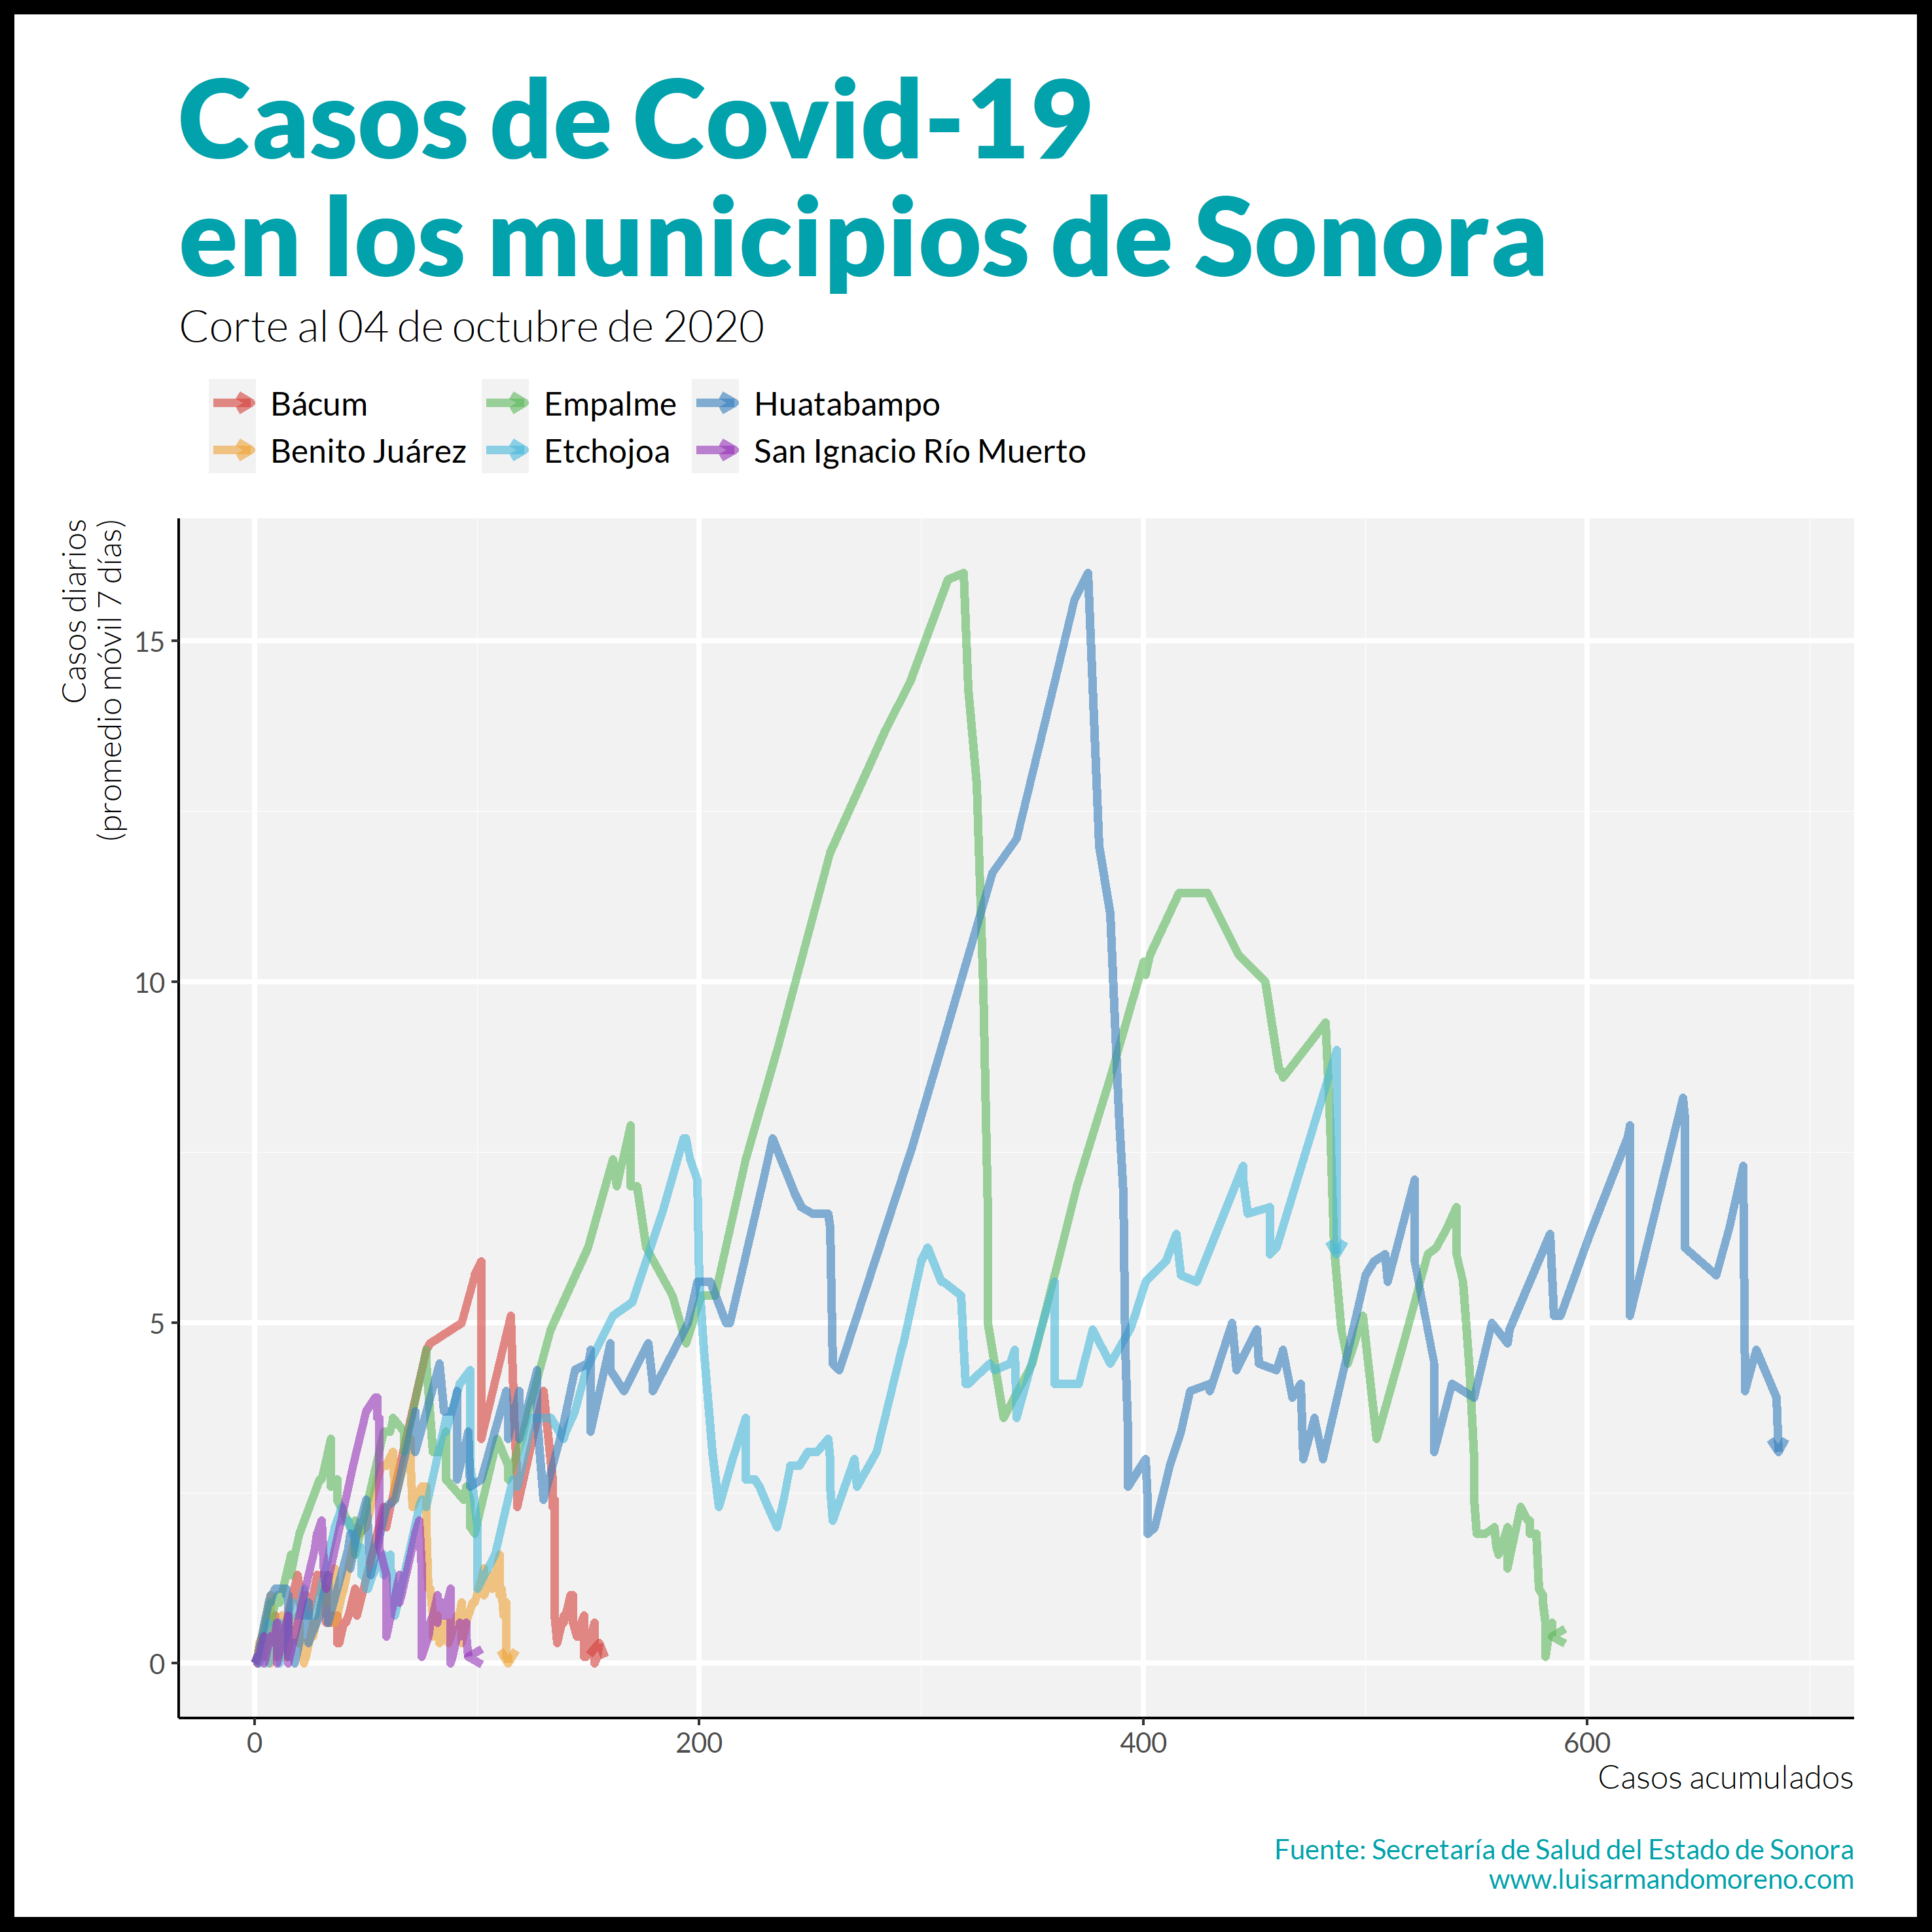 Casos de Covid-19
en los municipios de Sonora
Corte al 04 de octubre de 2020
Bácum
Empalme
Huatabampo
Benito Juárez
Etchojoa
San Ignacio Río Muerto
Casos diarios
(promedio móvil 7 días)
15
10
5
0
0
200
400
600
Casos acumulados
Fuente: Secretaría de Salud del Estado de Sonora
www.luisarmandomoreno.com